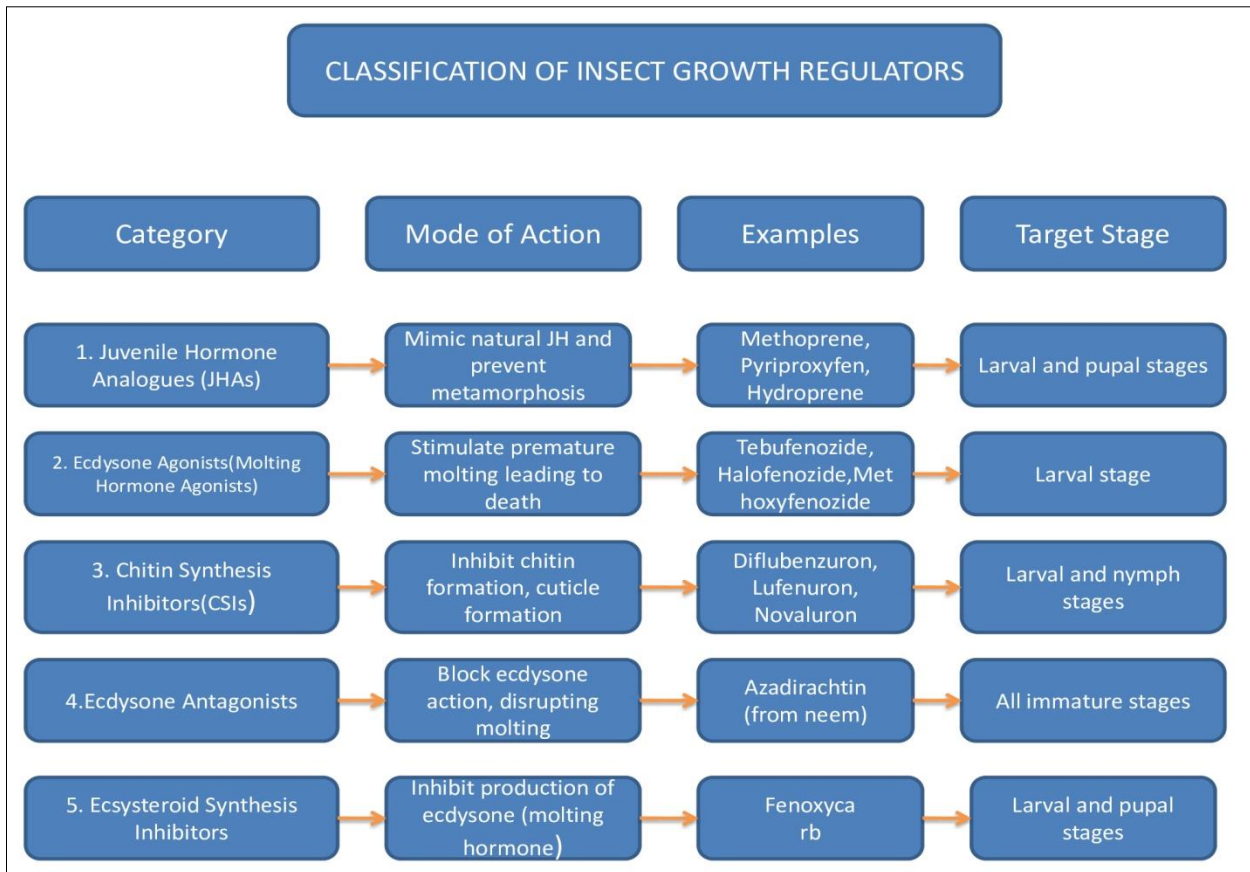 CLASSIFICATION OF INSECT GROWTH REGULATORS
Category
Mode of Action
Examples
Target Stage
1. Juvenile Hormone
Analogues (JHAs)
Mimic natural JH and
prevent
metamorphosis
Methoprene,
Pyriproxyfen,
Hydroprene
Larval and pupal stages
2. Ecdysone Agonists(Molting
Hormone Agonists)
Stimulate premature
molting leading to
death
Tebufenozide,
Halofenozide,Met
hoxyfenozide
Larval stage
3. Chitin Synthesis
Inhibitors(CSIs)
Inhibit chitin
formation, cuticle
formation
Diflubenzuron,
Lufenuron,
Novaluron
Larval and nymph
stages
4.Ecdysone Antagonists
Block ecdysone
action, disrupting
molting
Azadirachtin
(from neem)
All immature stages
5. Ecsysteroid Synthesis
Inhibitors
Inhibit production of
ecdysone (molting
hormone)
Fenoxyca
rb
Larval and pupal
stages